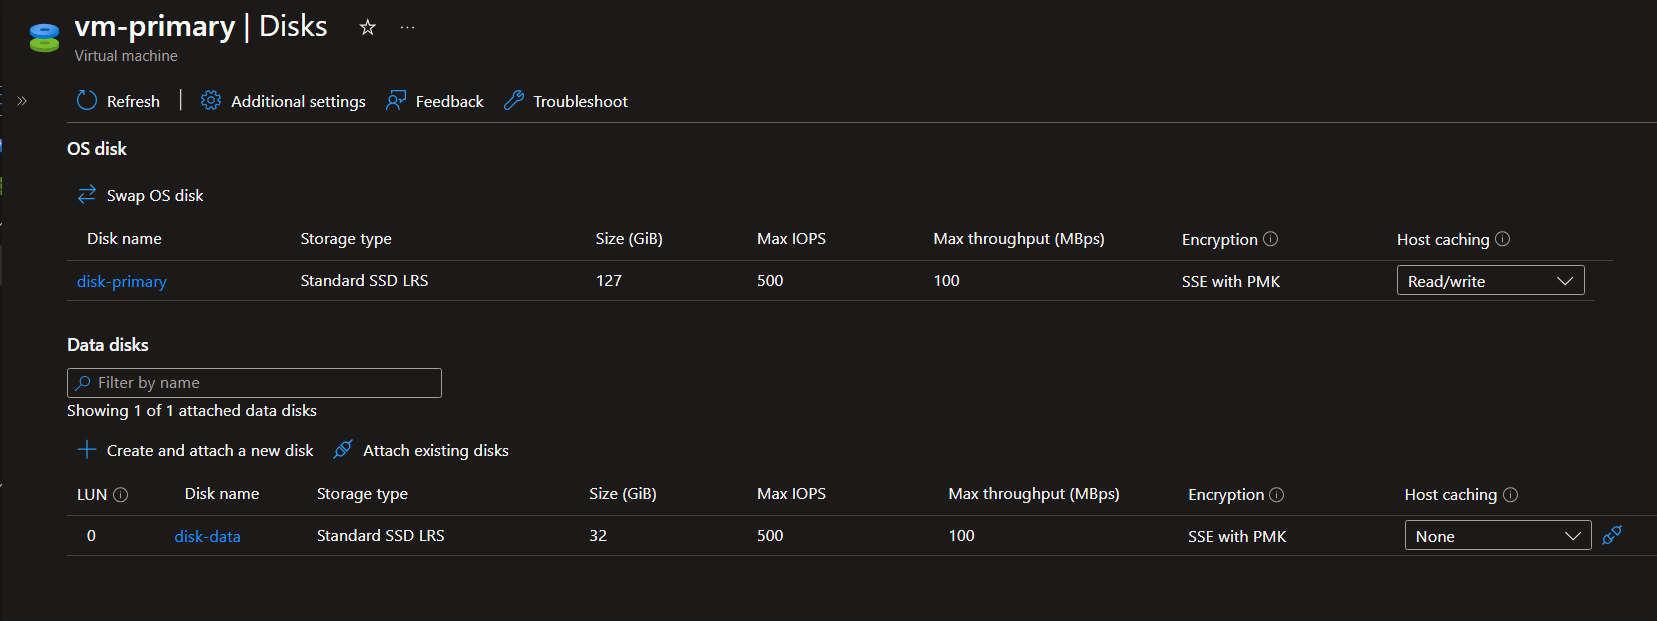 vm-primary | Disks
Virtual machine
Refresh | Additional settings Feedback Troubleshoot
OS disk
Swap OS disk
Disk name Storage type Size (GiB) Max IOPS Max throughput (MBps) Encryption Host caching
disk-primary Standard SSD LRS 127 500 100 SSE with PMK Read/write
Data disks
Filter by name
Showing 1 of 1 attached data disks
Create and attach a new disk Attach existing disks
LUN Disk name Storage type Size (GiB) Max IOPS Max throughput (MBps) Encryption Host caching
0 disk-data Standard SSD LRS 32 500 100 SSE with PMK None